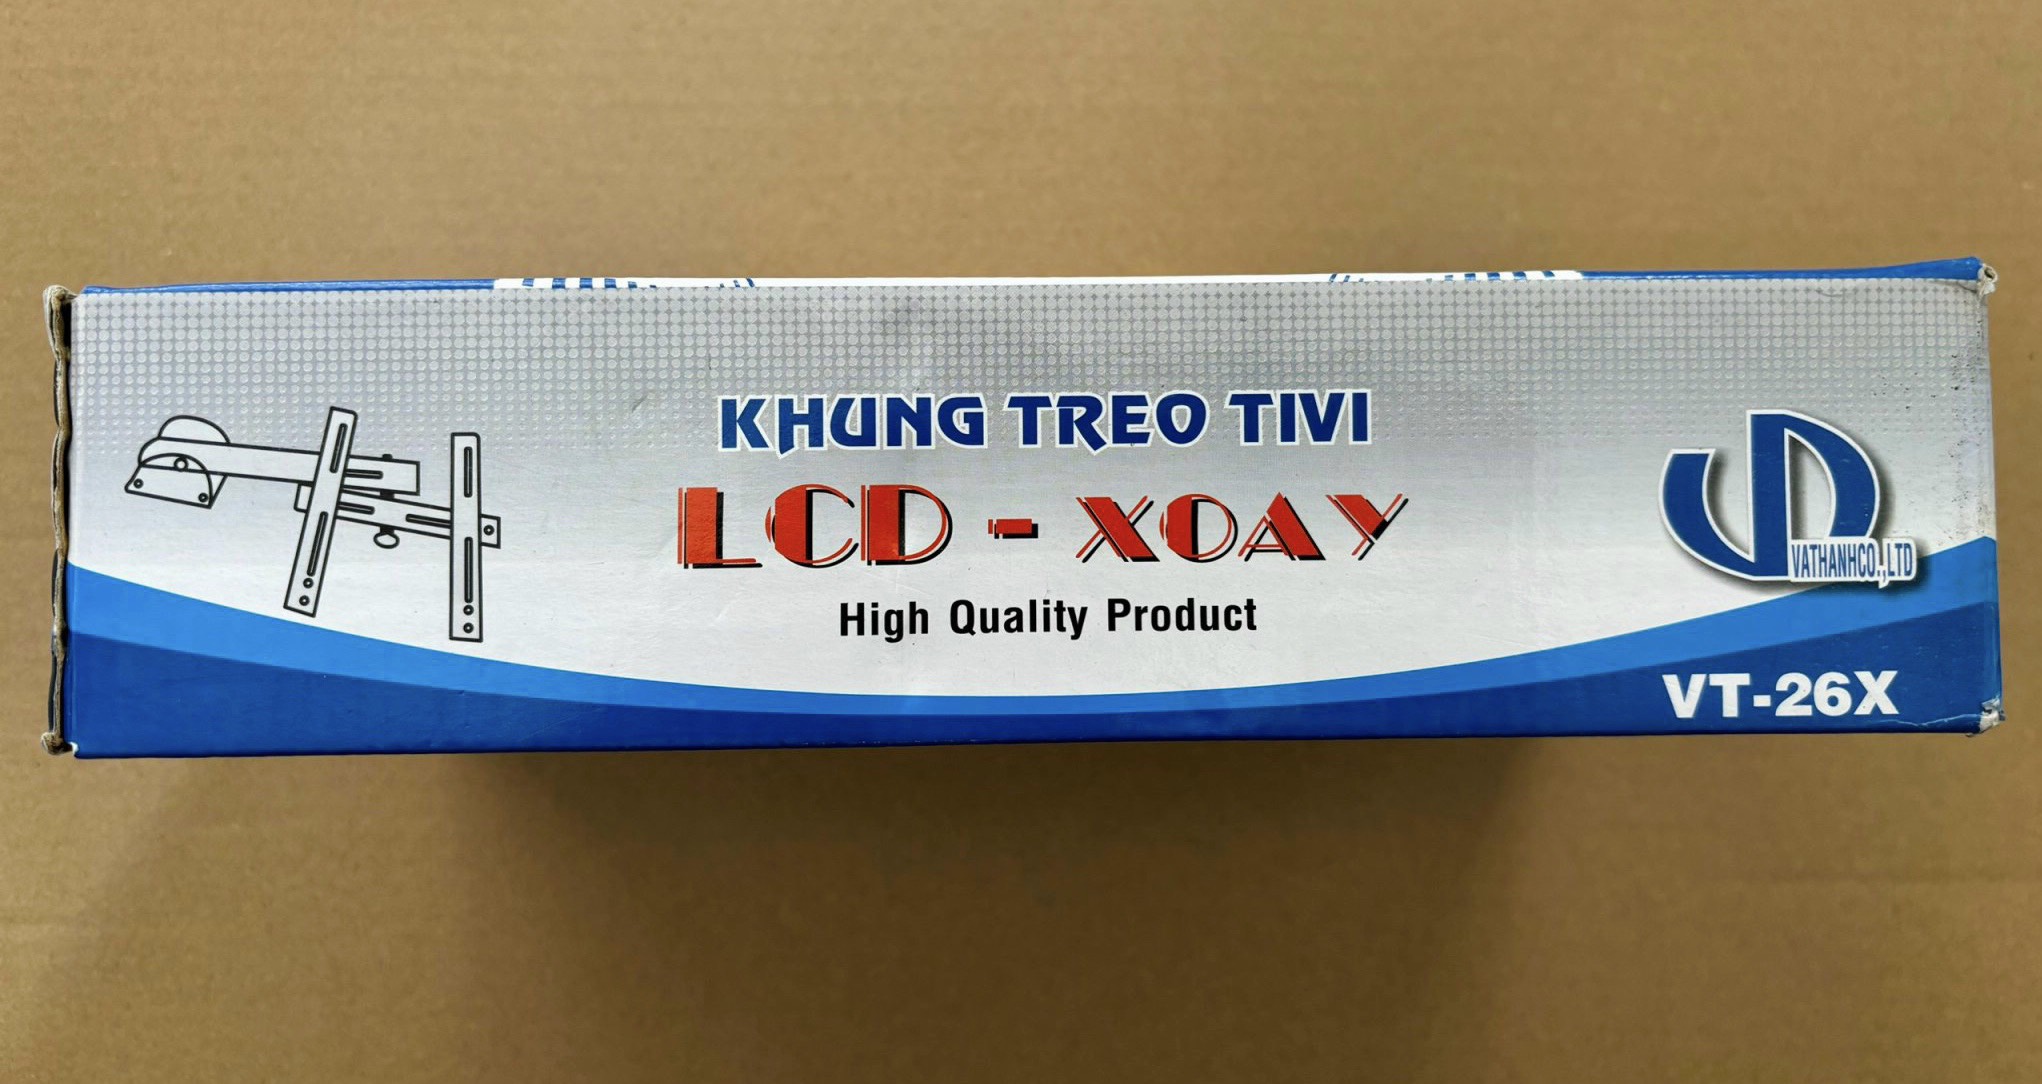 KHUNG TREO TIVI
LCD - XOAY
High Quality Product
VATHANHCO.,LTD
VT-26X